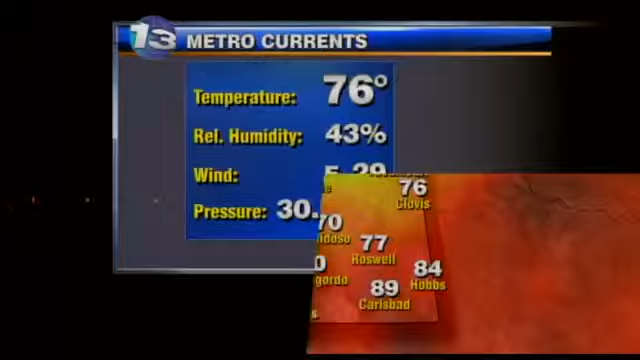 13 METRO CURRENTS
Temperature: 76°
Rel. Humidity: 43%
Wind:
Pressure: 30.
76
Clovis
70
77
Roswell
84
Hobbs
89
Carlsbad